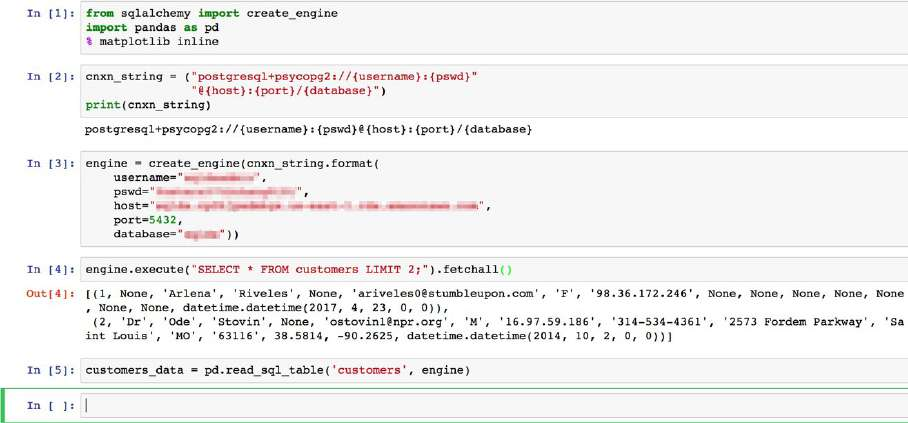 In [1]: from sqlalchemy import create_engine
import pandas as pd
% matplotlib inline
In [2]: cnxn_string = ("postgresql+psycopg2://{username}:{pswd}"
"@{host}:{port}/{database}")
print(cnxn_string)
postgresql+psycopg2://{username}:{pswd}@{host}:{port}/{database}
In [3]: engine = create_engine(cnxn_string.format(
username="",
pswd="",
host="",
port=5432,
database=""))
In [4]: engine.execute("SELECT * FROM customers LIMIT 2;").fetchall()
Out[4]: [(1, None, 'Arlena', 'Riveles', None, 'ariveles0@stumbleupon.com', 'F', '98.36.172.246', None, None, None, None, None
, None, None, datetime.datetime(2017, 4, 23, 0, 0)),
(2, 'Dr', 'Ode', 'Stovin', None, 'ostovin1@npr.org', 'M', '16.97.59.186', '314-534-4361', '2573 Fordem Parkway', 'Sa
int Louis', 'MO', '63116', 38.5814, -90.2625, datetime.datetime(2014, 10, 2, 0, 0))]
In [5]: customers_data = pd.read_sql_table('customers', engine)
In [ ]: